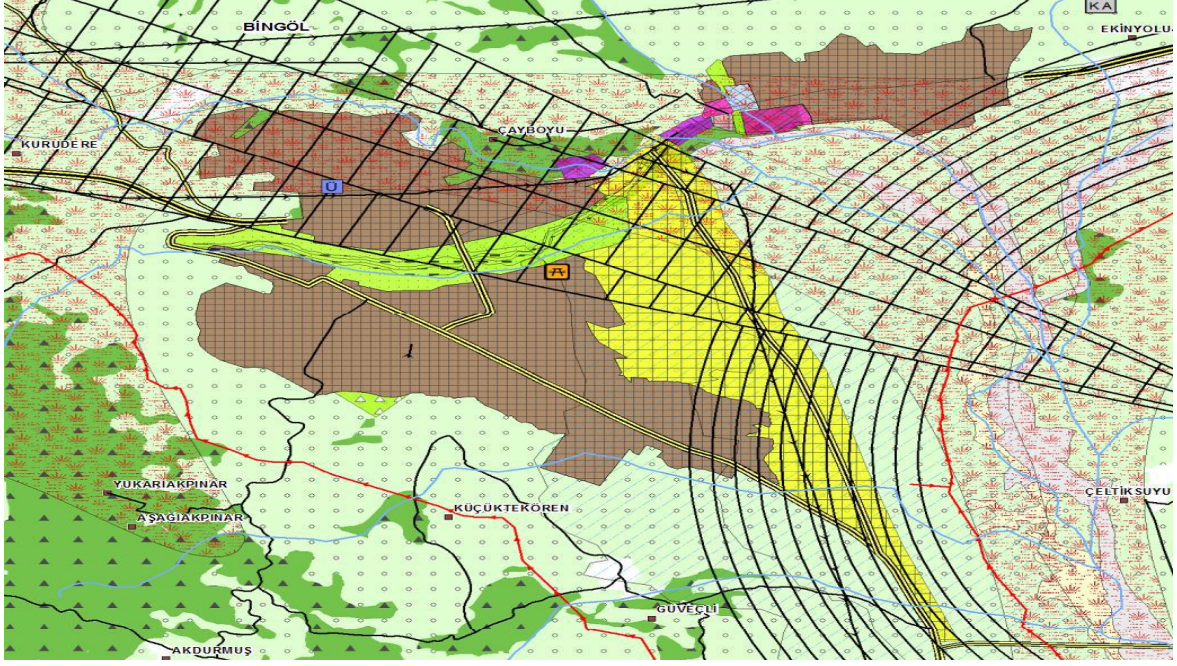 KA
BİNGÖL
EKİNYOLU
ÇAYBOYU
KURUDERE
Ü
A
YUKARIAKPINAR
AŞAĞIAKPINAR
KÜÇÜKTEKÖREN
ÇELTİKSUYU
GÜVEÇLİ
AKDURMUŞ